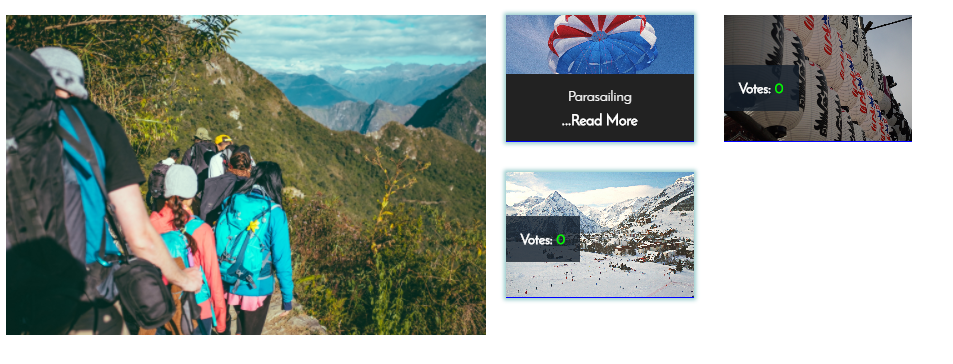 Parasailing
...Read More
Votes: 0
Votes: 0